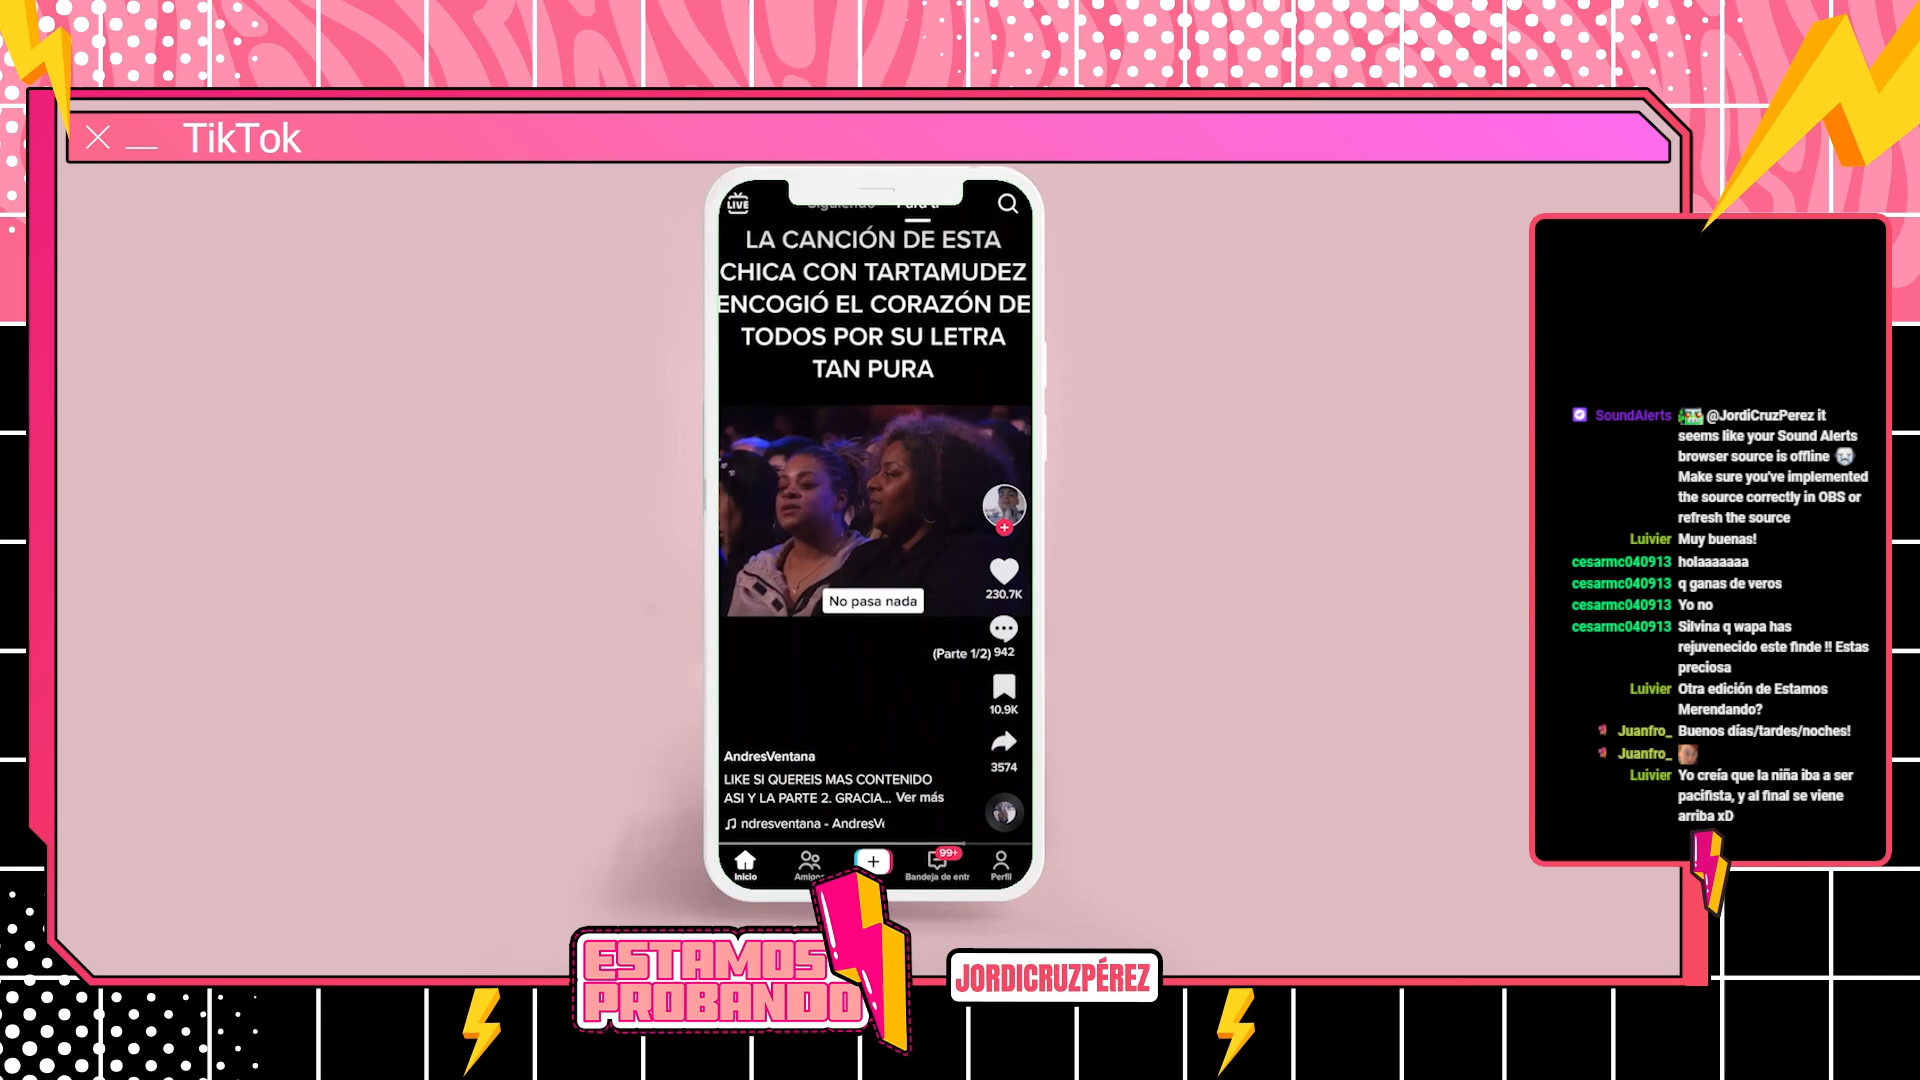 TikTok
LIVE
LA CANCIÓN DE ESTA
CHICA CON TARTAMUDEZ
ENCOGIÓ EL CORAZÓN DE
TODOS POR SU LETRA
TAN PURA
No pasa nada
230.7K
(Parte 1/2) 942
10.9K
3574
AndresVentana
LIKE SI QUEREIS MAS CONTENIDO
ASI Y LA PARTE 2. GRACIA... Ver más
ndresventana - AndresV
99+
Inicio
Bandeja de entr
Perfil
ESTAMOS
PROBANDO
JORDICRUZPÉREZ
SoundAlerts @JordiCruzPerez it
seems like your Sound Alerts
browser source is offline
Make sure you've implemented
the source correctly in OBS or
refresh the source
Luivier Muy buenas!
cesarmc040913 holaaaaaaa
cesarmc040913 q ganas de veros
cesarmc040913 Yo no
cesarmc040913 Silvina q wapa has
rejuvenecido este finde !! Estas
preciosa
Luivier Otra edición de Estamos
Merendando?
Juanfro_ Buenos días/tardes/noches!
Juanfro_
Luivier Yo creía que la niña iba a ser
pacifista, y al final se viene
arriba xD